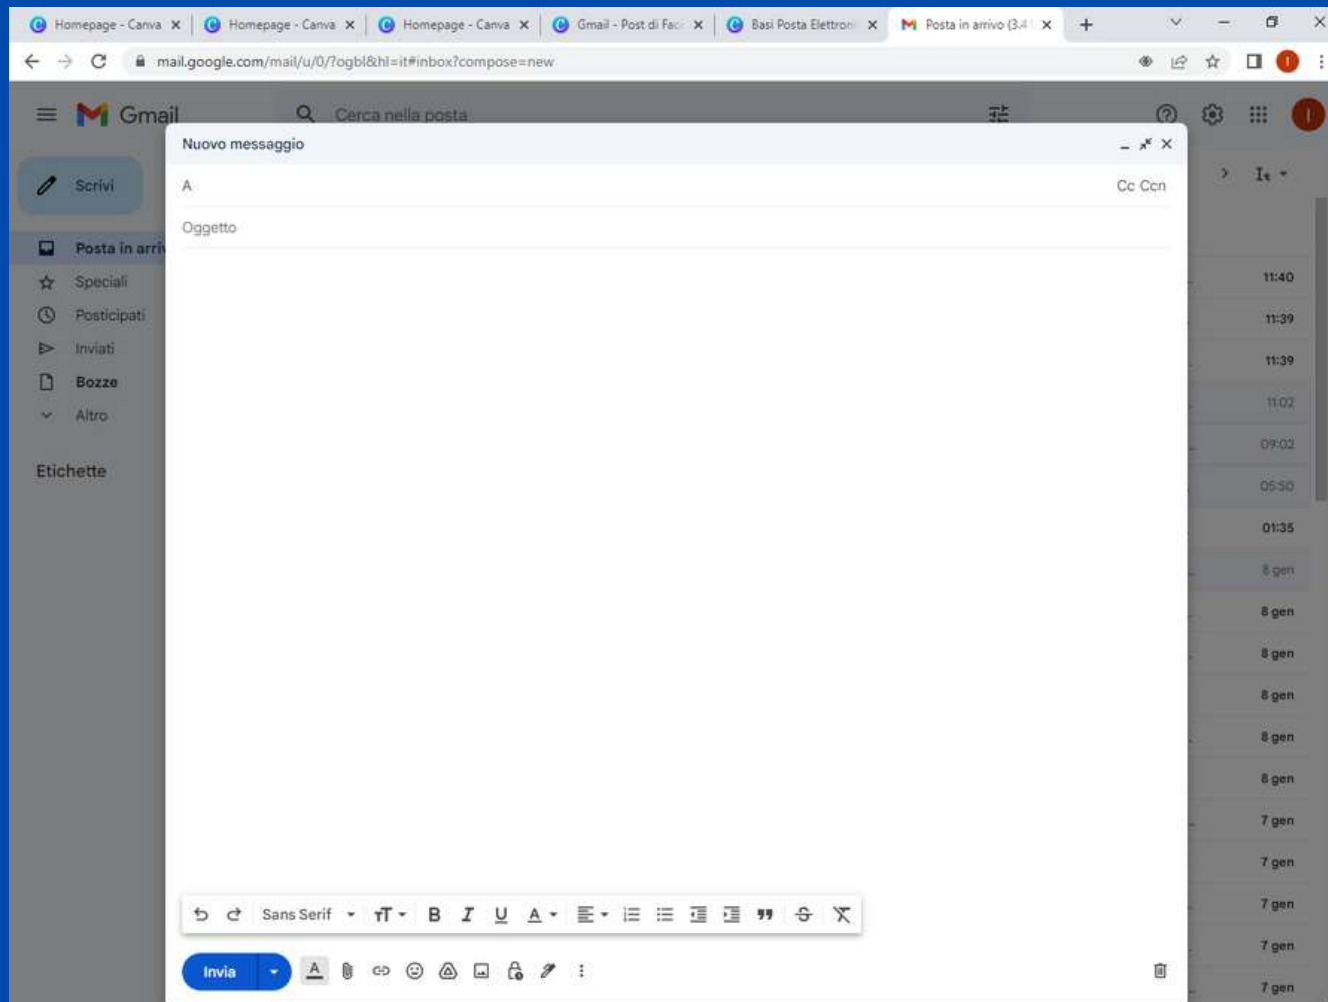 Homepage - Canva
Homepage - Canva
Homepage - Canva
Gmail - Post di Fac
Basi Posta Elettron
Posta in arrivo (3.4
mail.google.com/mail/u/0/?ogbl&hl=it#inbox?compose=new
Gmail
Cerca nella posta
I
Nuovo messaggio
Scrivi
A
Cc Ccn
Oggetto
Posta in arriv
Speciali
11:40
Posticipati
11:39
Inviati
11:39
Bozze
11:02
Altro
09:02
Etichette
05:50
01:35
8 gen
8 gen
8 gen
8 gen
8 gen
8 gen
7 gen
7 gen
7 gen
7 gen
7 gen
Sans Serif
B I U A
Invia
A